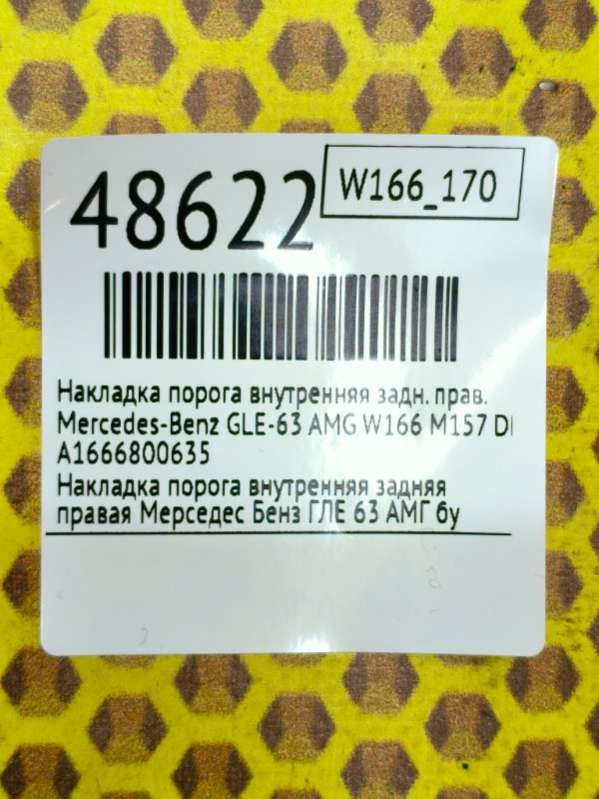 48622
W166_170
Накладка порога внутренняя задн. прав.
Mercedes-Benz GLE-63 AMG W166 M157 DI
A1666800635
Накладка порога внутренняя задняя
правая Мерседес Бенз ГЛЕ 63 АМГ бу